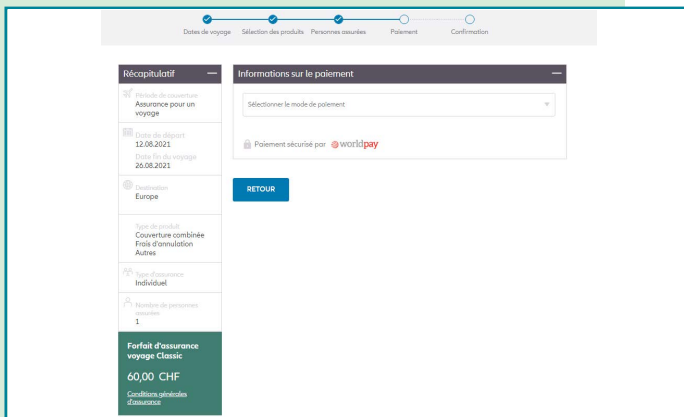 Dates de voyage Sélection des produits Personnes assurées Paiement Confirmation
Récapitulatif
Période de couverture
Assurance pour un
voyage
Date de départ
12.08.2021
Date fin du voyage
26.08.2021
Destination
Europe
Type de produit
Couverture combinée
Frais d'annulation
Autres
Type d'assurance
Individuel
Nombre de personnes
assurées
1
Forfait d'assurance
voyage Classic
60,00 CHF
Conditions générales
d'assurance
Informations sur le paiement
Sélectionner le mode de paiement
Paiement sécurisé par worldpay
RETOUR